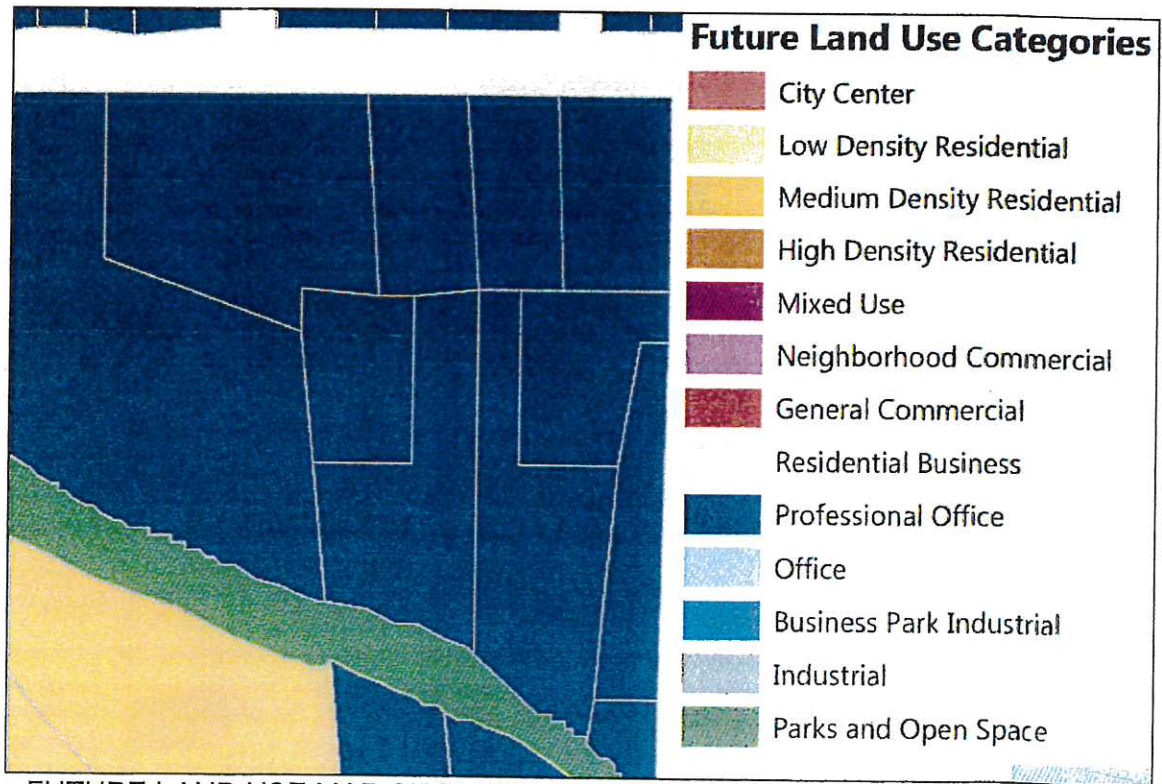 Future Land Use Categories
City Center
Low Density Residential
Medium Density Residential
High Density Residential
Mixed Use
Neighborhood Commercial
General Commercial
Residential Business
Professional Office
Office
Business Park Industrial
Industrial
Parks and Open Space